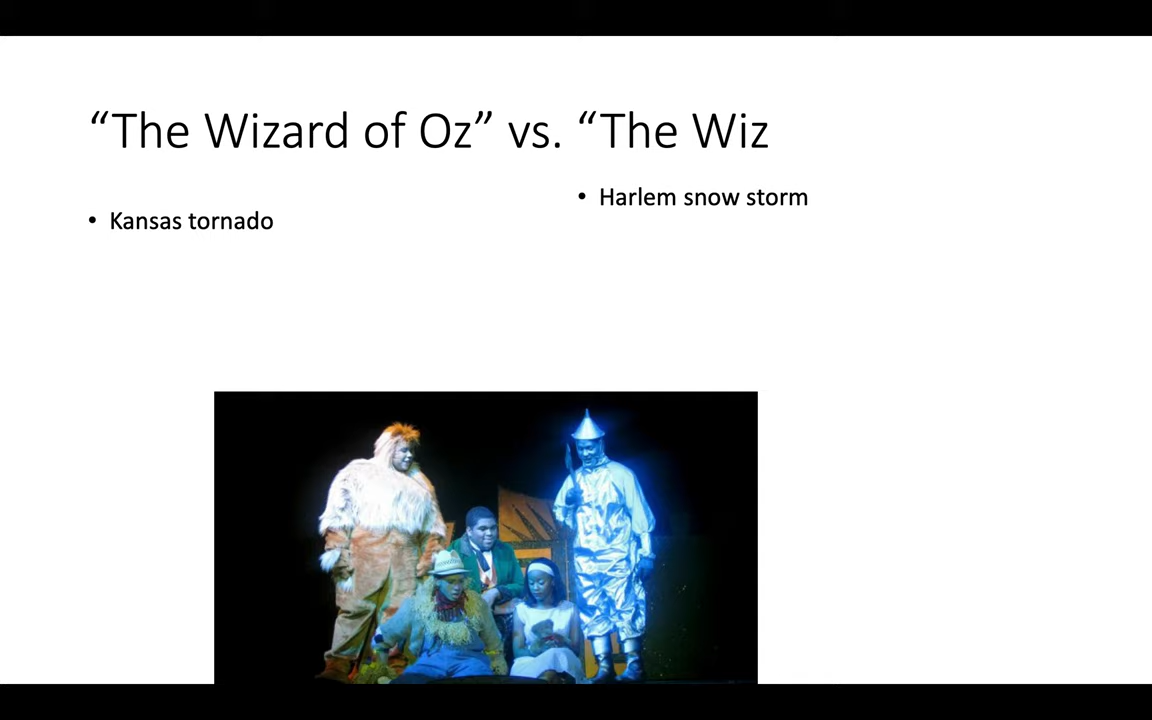 “The Wizard of Oz” vs. “The Wiz
• Kansas tornado
• Harlem snow storm